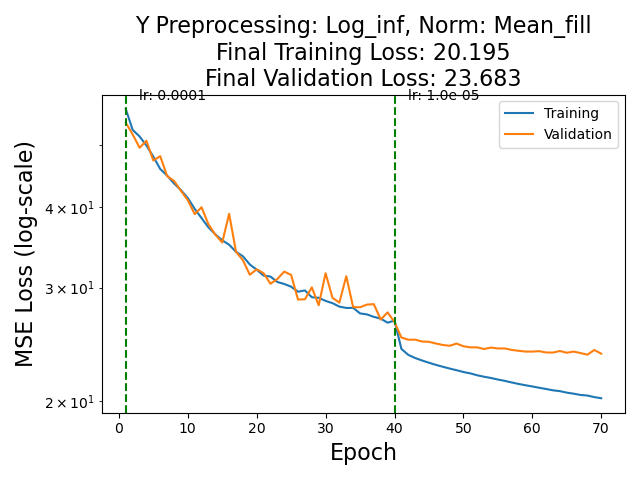 Y Preprocessing: Log_inf, Norm: Mean_fill
Final Training Loss: 20.195
Final Validation Loss: 23.683
lr: 0.0001
lr: 1.0e-05
Training
Validation
MSE Loss (log-scale)
4 × 10¹
3 × 10¹
2 × 10¹
0 10 20 30 40 50 60 70
Epoch